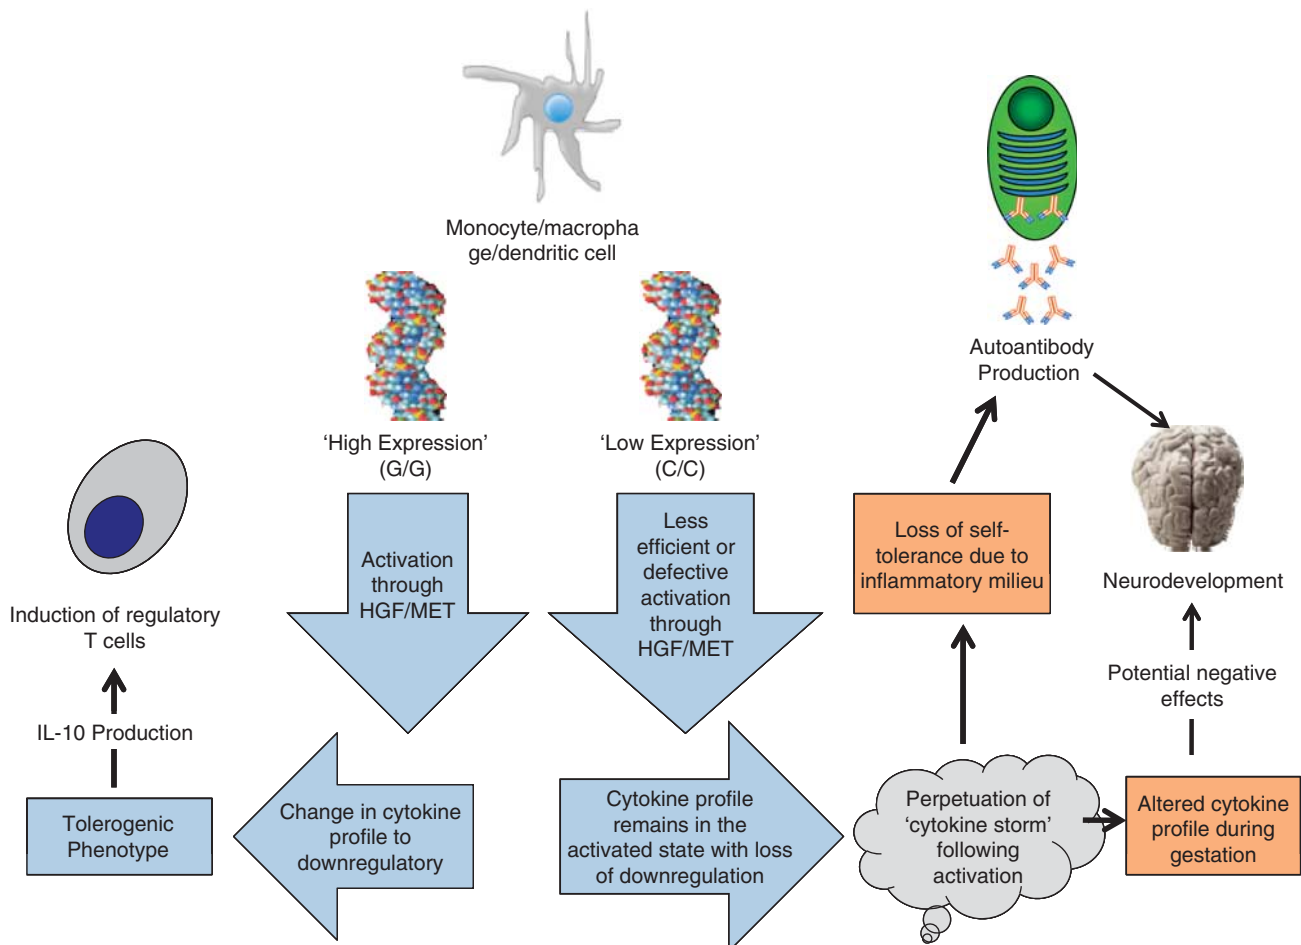 Monocyte/macropha
ge/dendritic cell
'High Expression'
(G/G)
'Low Expression'
(C/C)
Activation
through
HGF/MET
Less
efficient or
defective
activation
through
HGF/MET
Change in cytokine
profile to
downregulatory
Tolerogenic
Phenotype
IL-10 Production
Induction of regulatory
T cells
Cytokine profile
remains in the
activated state with loss
of downregulation
Perpetuation of
'cytokine storm'
following
activation
Loss of self-
tolerance due to
inflammatory milieu
Autoantibody
Production
Altered cytokine
profile during
gestation
Potential negative
effects
Neurodevelopment